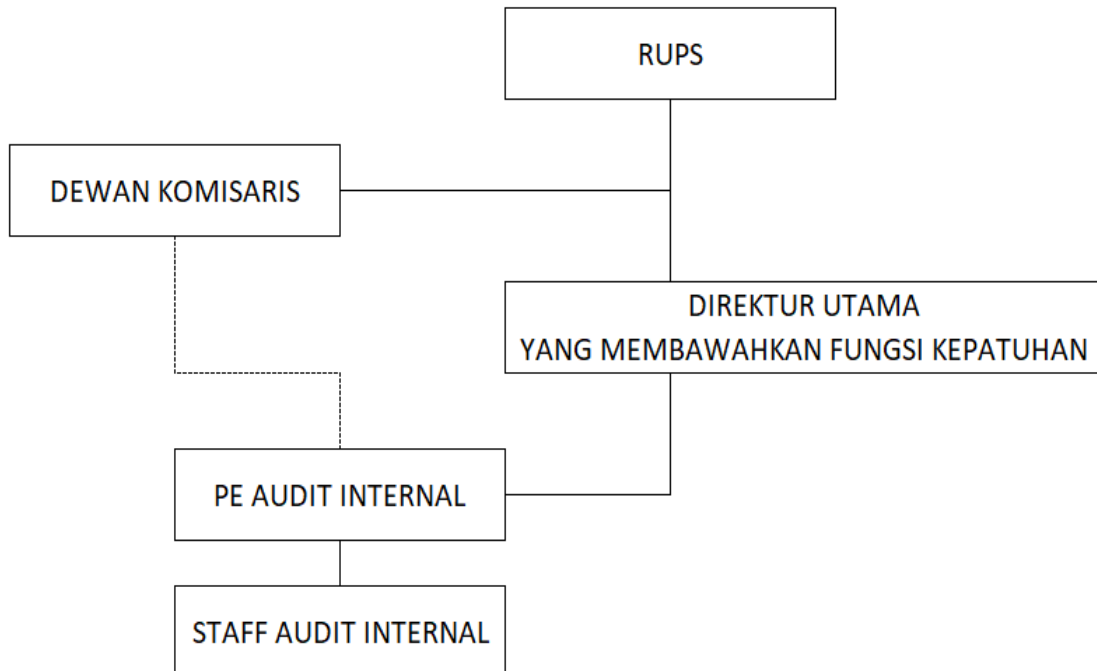 RUPS
DEWAN KOMISARIS
DIREKTUR UTAMA
YANG MEMBAWAHKAN FUNGSI KEPATUHAN
PE AUDIT INTERNAL
STAFF AUDIT INTERNAL